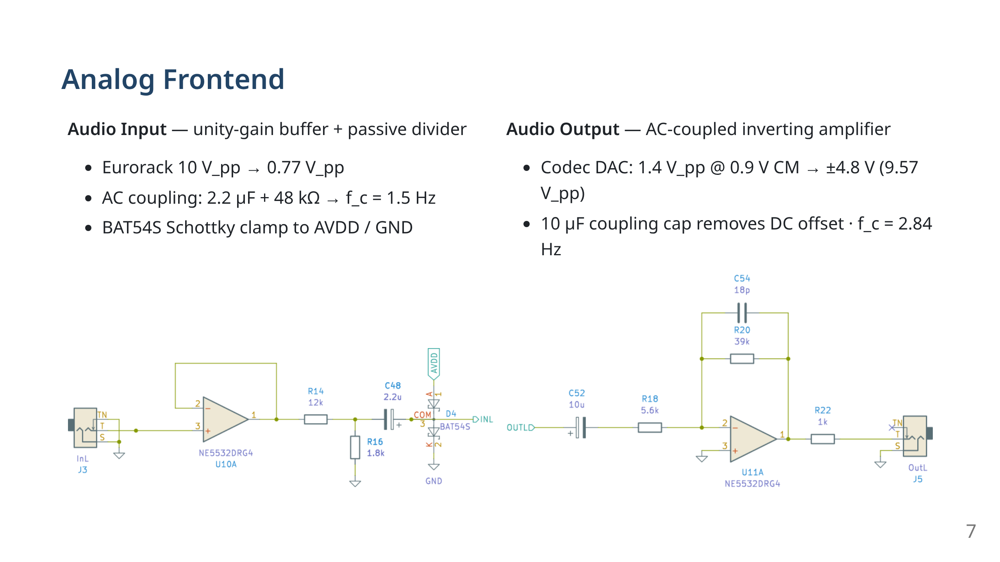 Analog Frontend
Audio Input — unity-gain buffer + passive divider
• Eurorack 10 V_pp → 0.77 V_pp
• AC coupling: 2.2 µF + 48 kΩ → f_c = 1.5 Hz
• BAT54S Schottky clamp to AVDD / GND
Audio Output — AC-coupled inverting amplifier
• Codec DAC: 1.4 V_pp @ 0.9 V CM → ±4.8 V (9.57
V_pp)
• 10 µF coupling cap removes DC offset · f_c = 2.84
Hz
TN
T
S
InL
J3
2
3
1
NE5532DRG4
U10A
R14
12k
R16
1.8k
C48
2.2u
AVDD
A 1
COM
3
D4
BAT54S
K 2
GND
INL
OUTL
C52
10u
R18
5.6k
C54
18p
R20
39k
2
3
1
U11A
NE5532DRG4
R22
1k
TN
T
S
OutL
J5
7